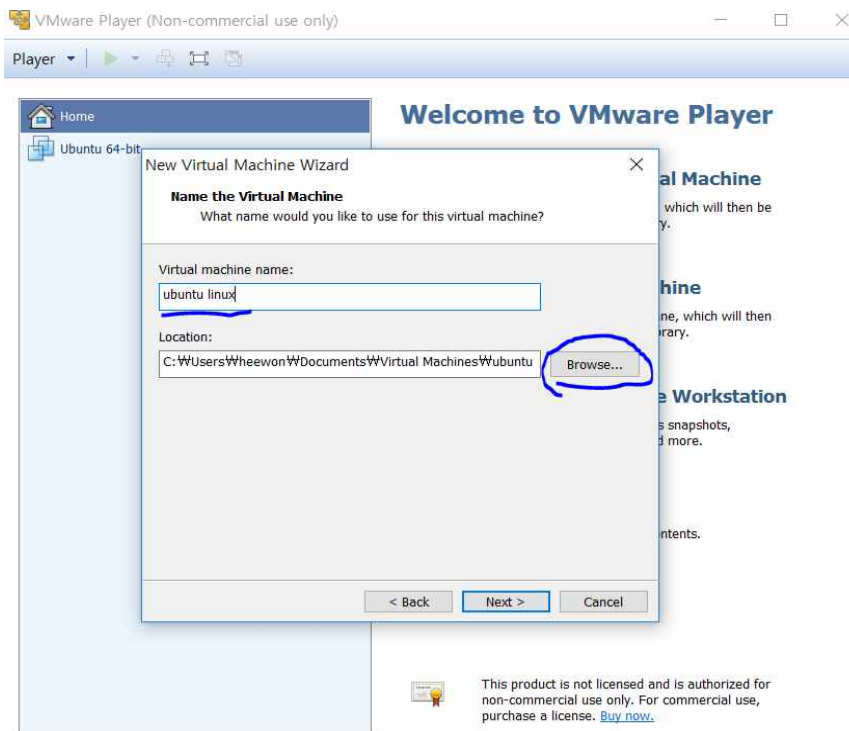 VMware Player (Non-commercial use only)
Player
Home
Ubuntu 64-bit
Welcome to VMware Player
al Machine
which will then be
y.
hine
ne, which will then
rary.
e Workstation
s snapshots,
d more.
ntents.
New Virtual Machine Wizard
Name the Virtual Machine
What name would you like to use for this virtual machine?
Virtual machine name:
ubuntu linux
Location:
C:₩Users₩heewon₩Documents₩Virtual Machines₩ubuntu
Browse...
< Back
Next >
Cancel
This product is not licensed and is authorized for
non-commercial use only. For commercial use,
purchase a license. Buy now.